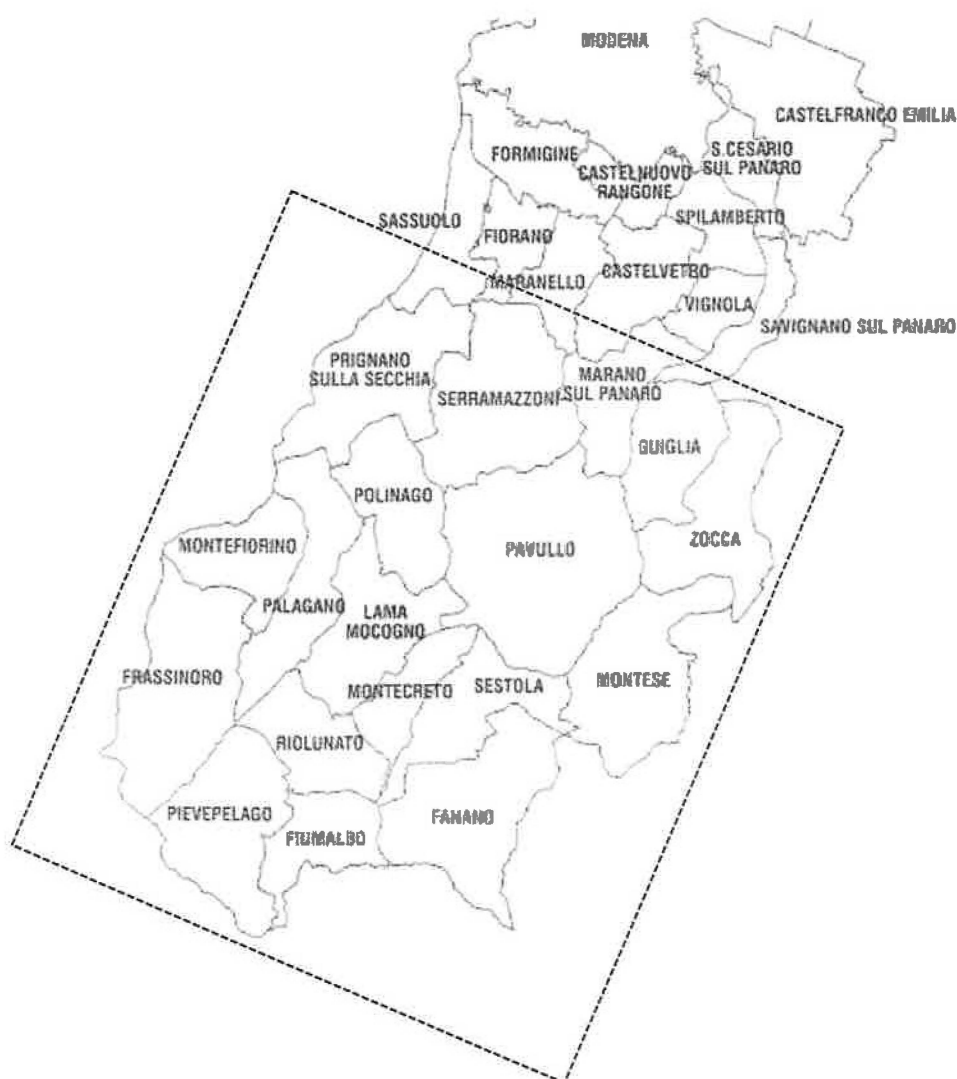 MODENA
CASTELFRANCO EMILIA
FORMIGINE
S.CESARIO
SUL PANARO
CASTELNUOVO
RANGONE
SASSUOLO
FIORANO
SPILAMBERTO
MARANELLO
CASTELVETRO
VIGNOLA
SAVIGNANO SUL PANARO
PRIGNANO
SULLA SECCHIA
SERRAMAZZONI
MARANO
SUL PANARO
GUIGLIA
POLINAGO
MONTEFIORINO
PAVULLO
ZOCCA
PALAGANO
LAMA
MOCOGNO
FRASSINORO
MONTECRETO
SESTOLA
MONTESE
RIOLUNATO
PIEVEPELAGO
FIUMALBO
FANANO